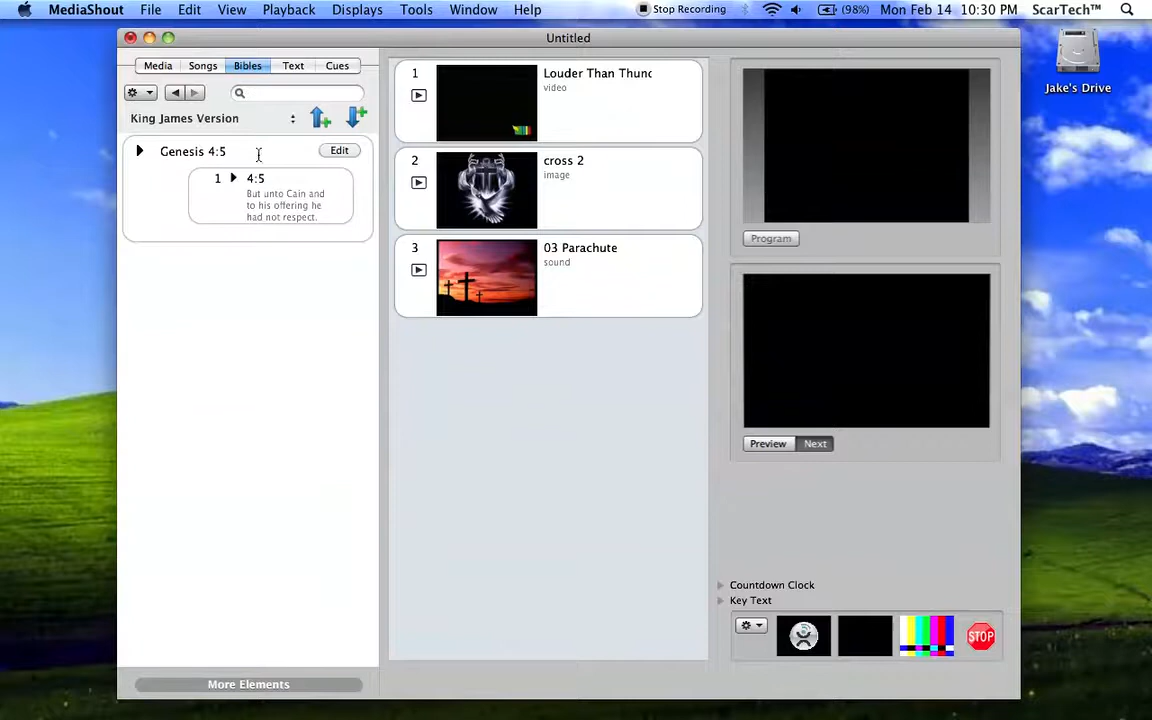 MediaShout File Edit View Playback Displays Tools Window Help Stop Recording (98%) Mon Feb 14 10:30 PM ScarTech™
Untitled
Media Songs Bibles Text Cues
King James Version
Genesis 4:5 Edit
1 4:5
But unto Cain and
to his offering he
had not respect.
More Elements
1 Louder Than Thunc
video
2 cross 2
image
3 03 Parachute
sound
Program
Preview Next
Countdown Clock
Key Text
STOP
Jake's Drive